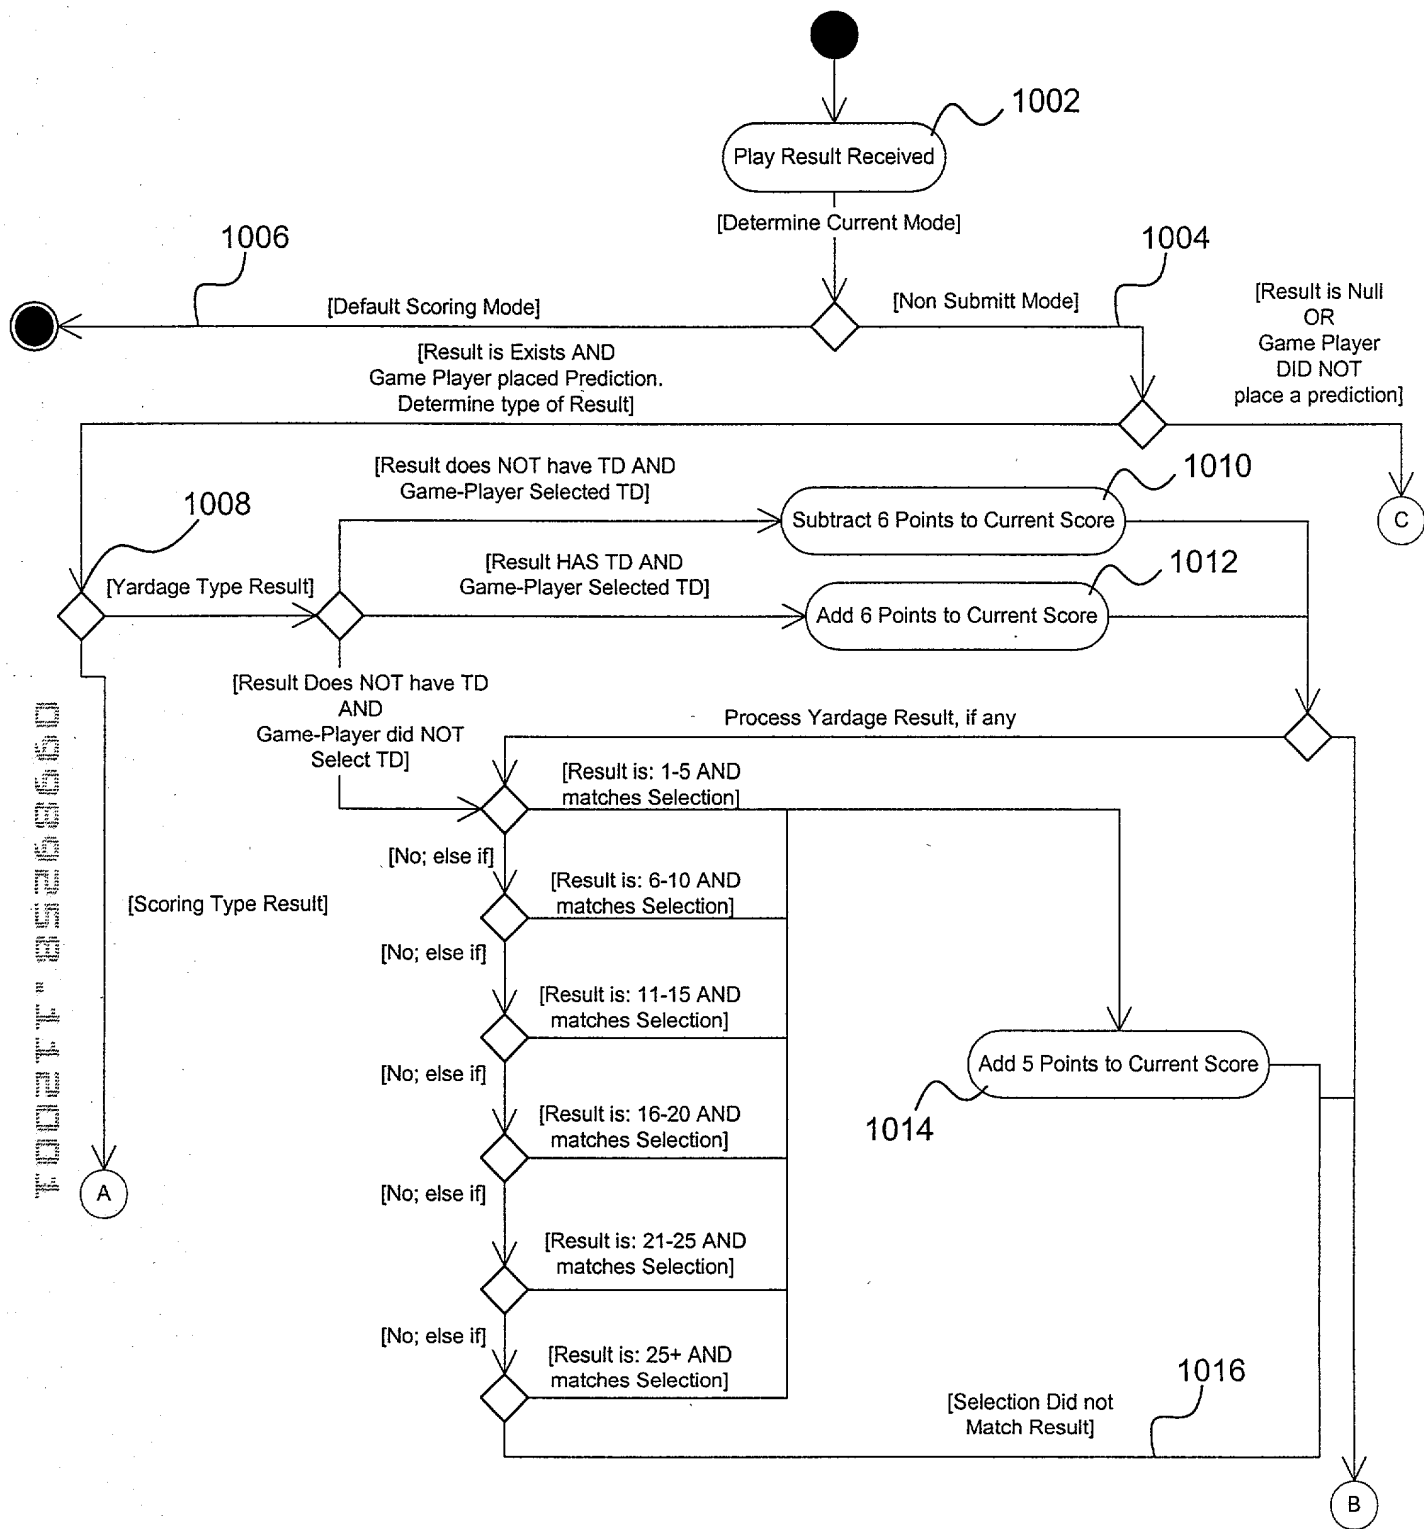 1002
Play Result Received
[Determine Current Mode]
1006
1004
[Default Scoring Mode]
[Non Submitt Mode]
[Result is Null
OR
Game Player
DID NOT
place a prediction]
[Result is Exists AND
Game Player placed Prediction.
Determine type of Result]
[Result does NOT have TD AND
Game-Player Selected TD]
1010
1008
Subtract 6 Points to Current Score
C
[Yardage Type Result]
[Result HAS TD AND
Game-Player Selected TD]
1012
Add 6 Points to Current Score
[Result Does NOT have TD
AND
Game-Player did NOT
Select TD]
Process Yardage Result, if any
[Result is: 1-5 AND
matches Selection]
[No; else if]
[Result is: 6-10 AND
matches Selection]
[Scoring Type Result]
[No; else if]
[Result is: 11-15 AND
matches Selection]
[No; else if]
Add 5 Points to Current Score
1014
[Result is: 16-20 AND
matches Selection]
A
[No; else if]
[Result is: 21-25 AND
matches Selection]
[No; else if]
[Result is: 25+ AND
matches Selection]
1016
[Selection Did not
Match Result]
B